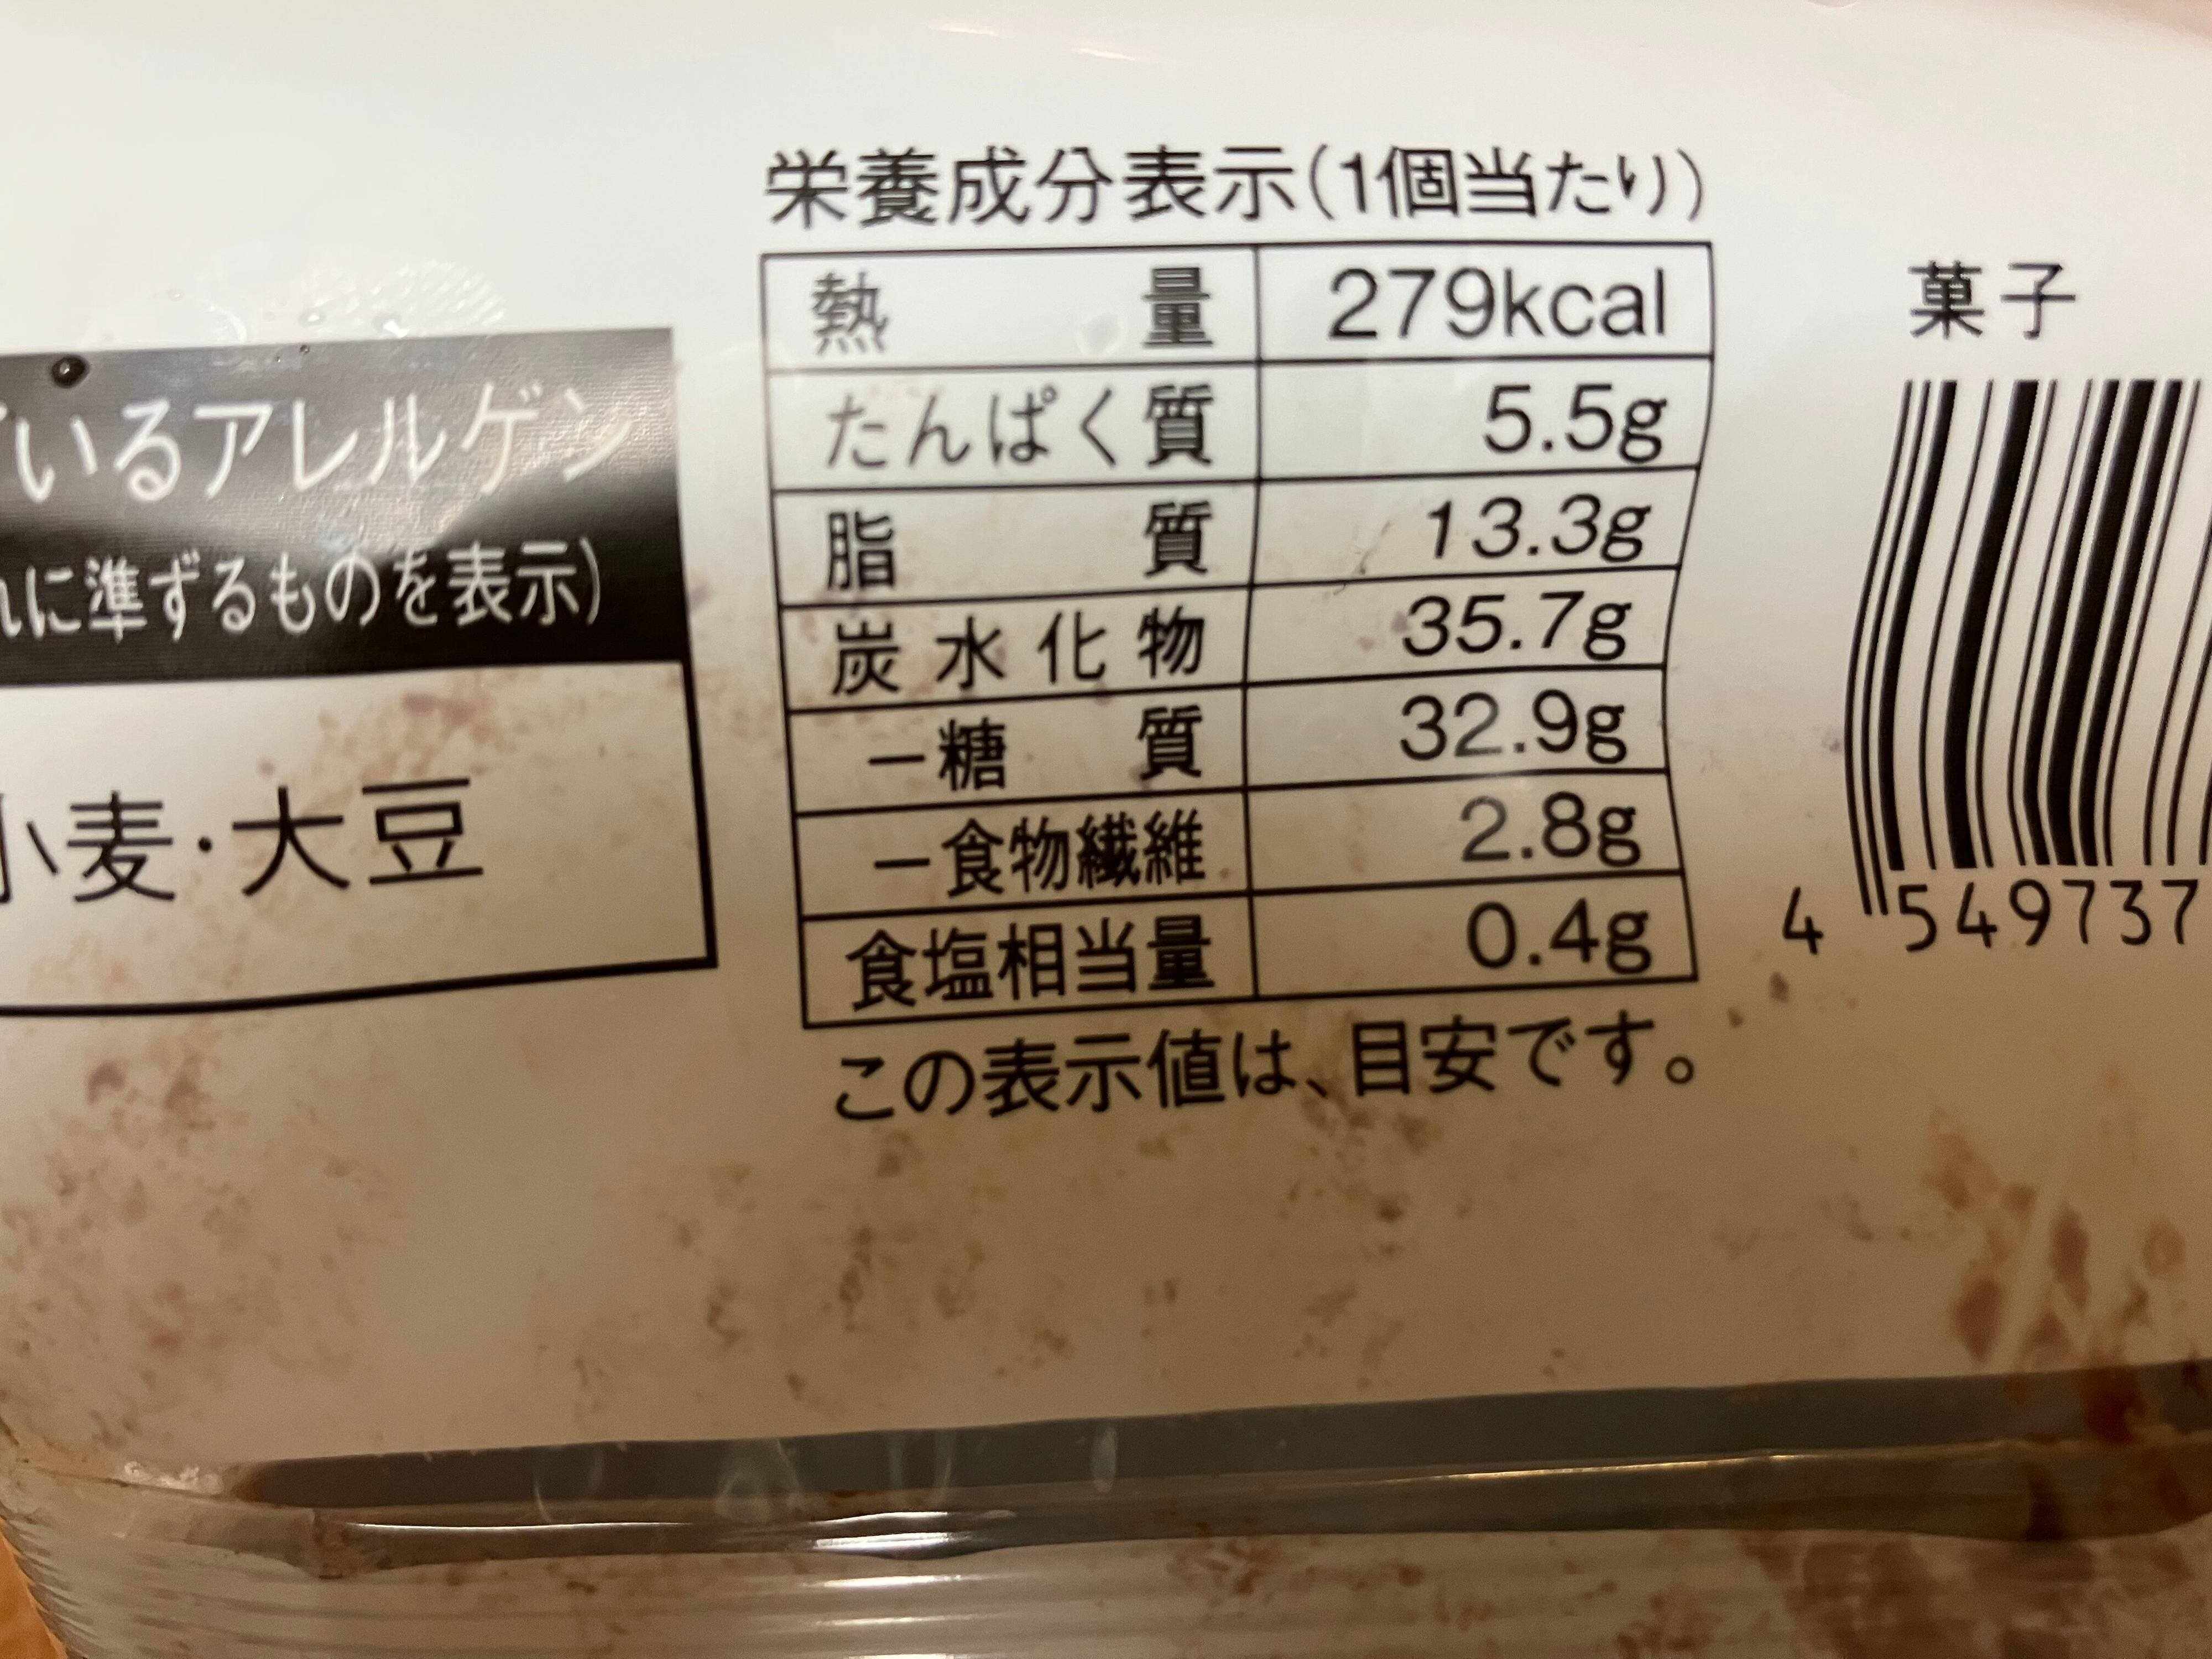 栄養成分表示(1個当たり)
熱量 279kcal
たんぱく質 5.5g
脂質 13.3g
炭水化物 35.7g
−糖質 32.9g
−食物繊維 2.8g
食塩相当量 0.4g
この表示値は、目安です。
いるアレルゲン
に準ずるものを表示)
小麦・大豆
菓子
4 549737